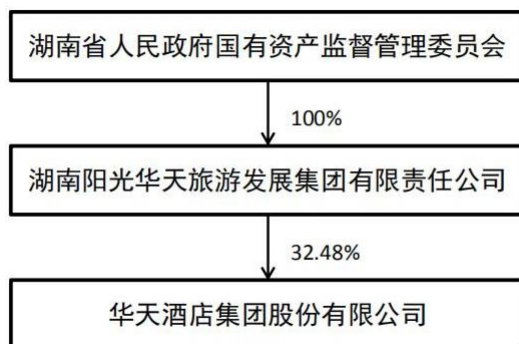 湖南省人民政府国有资产监督管理委员会
100%
湖南阳光华天旅游发展集团有限责任公司
32.48%
华天酒店集团股份有限公司